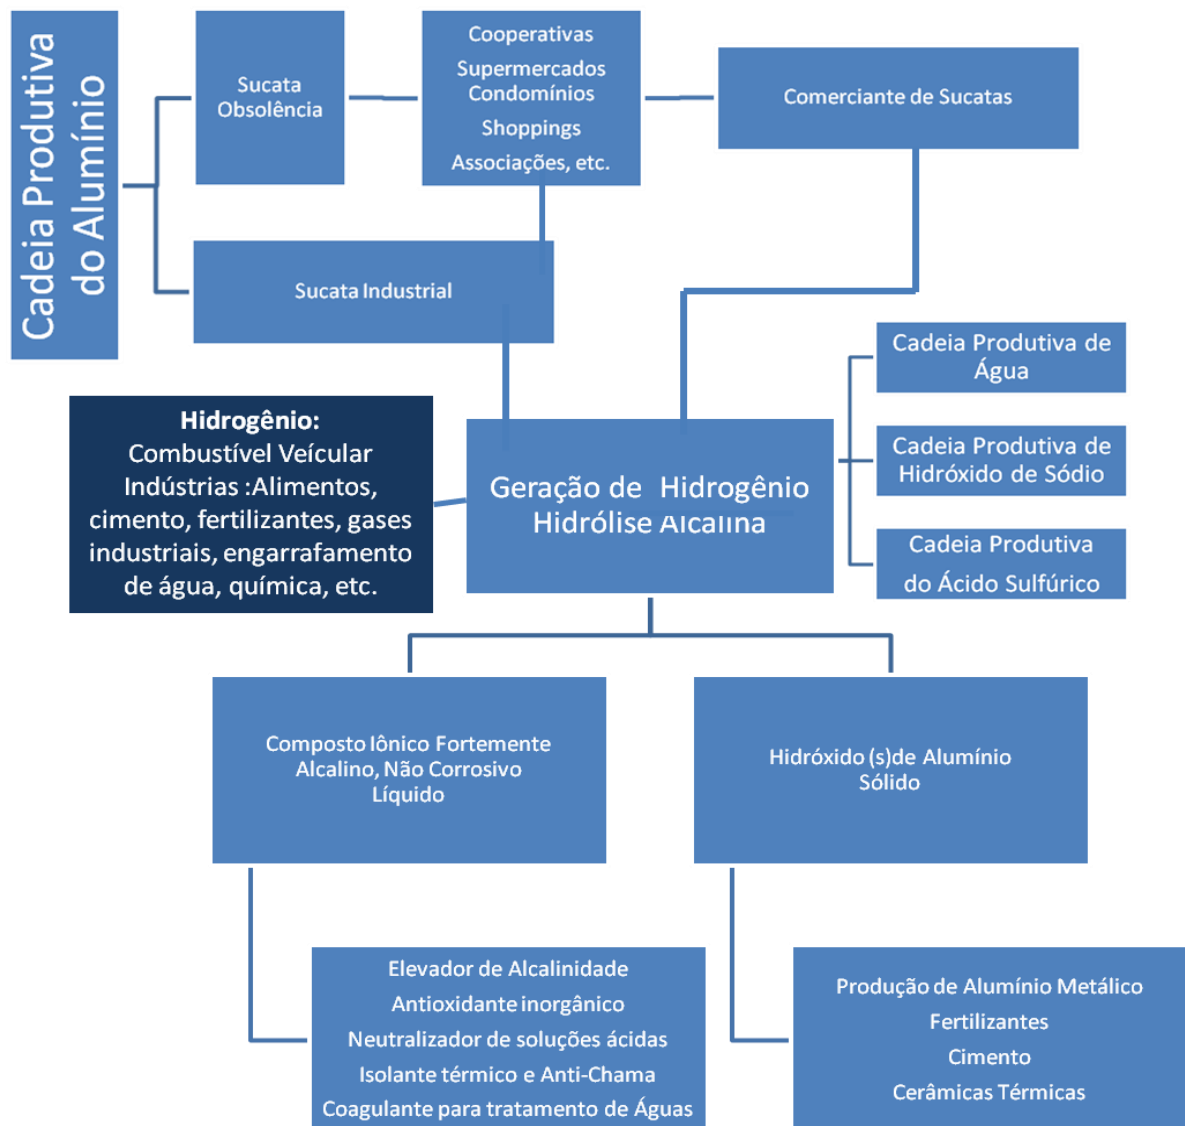 Cadeia Produtiva
do Alumínio
Sucata
Obsolência
Cooperativas
Supermercados
Condomínios
Shoppings
Associações, etc.
Comerciante de Sucatas
Sucata Industrial
Cadeia Produtiva de
Água
Cadeia Produtiva de
Hidróxido de Sódio
Cadeia Produtiva
do Ácido Sulfúrico
Hidrogênio:
Combustível Veícular
Indústrias :Alimentos,
cimento, fertilizantes, gases
industriais, engarrafamento
de água, química, etc.
Geração de Hidrogênio
Hidrólise Alcalina
Composto Iônico Fortemente
Alcalino, Não Corrosivo
Líquido
Hidróxido (s)de Alumínio
Sólido
Elevador de Alcalinidade
Antioxidante inorgânico
Neutralizador de soluções ácidas
Isolante térmico e Anti-Chama
Coagulante para tratamento de Águas
Produção de Alumínio Metálico
Fertilizantes
Cimento
Cerâmicas Térmicas